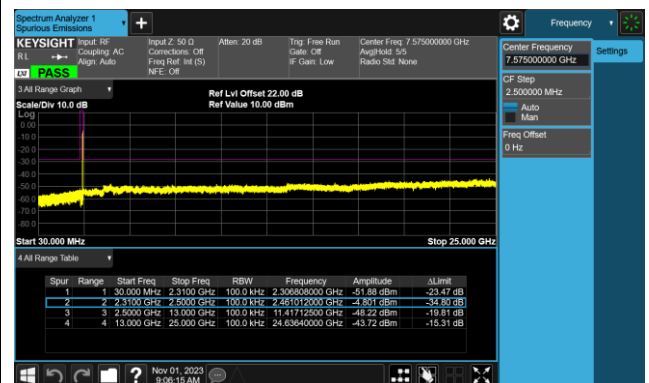 Spectrum Analyzer 1
Spurious Emissions
Frequency
KEYSIGHT
R L
LXI PASS
Input: RF
Coupling: AC
Align: Auto
Input Z: 50 Ω
Corrections: Off
Freq Ref: Int (S)
NFE: Off
Atten: 20 dB
Trig: Free Run
Gate: Off
IF Gain: Low
Center Freq: 7.575000000 GHz
Avg|Hold: 5/5
Radio Std: None
3 All Range Graph
Scale/Div 10.0 dB
Ref Lvl Offset 22.00 dB
Ref Value 10.00 dBm
Log
0.00
-10.0
-20.0
-30.0
-40.0
-50.0
-60.0
-70.0
-80.0
Start 30.000 MHz
Stop 25.000 GHz
4 All Range Table
Spur Range Start Freq Stop Freq RBW Frequency Amplitude ΔLimit
1 1 30.000 MHz 2.3100 GHz 100.0 kHz 2.306808000 GHz -51.88 dBm -23.47 dB
2 2 2.3100 GHz 2.5000 GHz 100.0 kHz 2.461012000 GHz -4.801 dBm -34.80 dB
3 3 2.5000 GHz 13.000 GHz 100.0 kHz 11.41712500 GHz -48.22 dBm -19.81 dB
4 4 13.000 GHz 25.000 GHz 100.0 kHz 24.63640000 GHz -43.72 dBm -15.31 dB
?
Nov 01, 2023
9:06:15 AM
Center Frequency
7.575000000 GHz
Settings
CF Step
2.500000 MHz
Auto
Man
Freq Offset
0 Hz